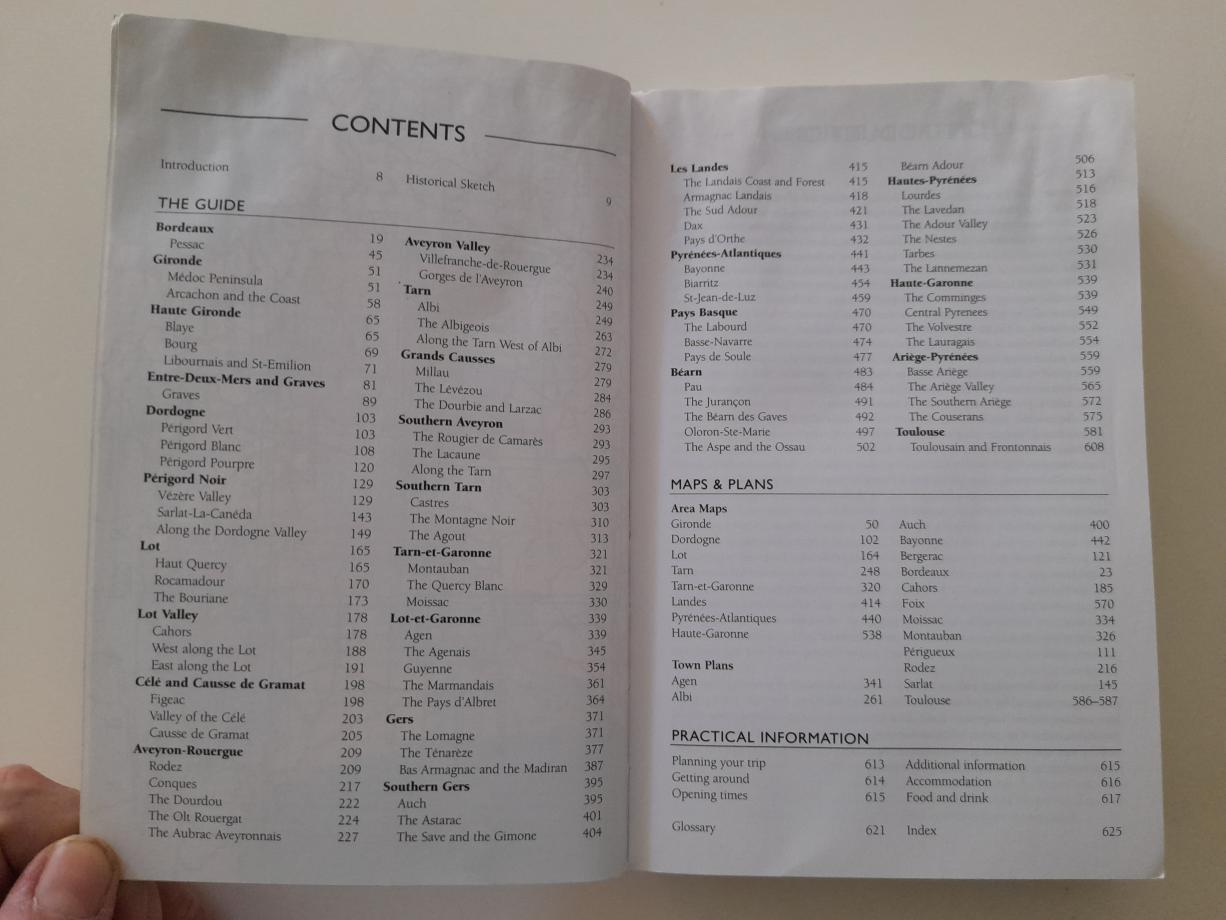 CONTENTS
Introduction 8
Historical Sketch 9
THE GUIDE
Bordeaux 19
Pessac 45
Gironde 51
Médoc Peninsula 51
Arcachon and the Coast 58
Haute Gironde 65
Blaye 65
Bourg 69
Libournais and St-Emilion 71
Entre-Deux-Mers and Graves 81
Graves 89
Dordogne 103
Périgord Vert 103
Périgord Blanc 108
Périgord Pourpre 120
Périgord Noir 129
Vézère Valley 129
Sarlat-La-Canéda 143
Along the Dordogne Valley 149
Lot 165
Haut Quercy 165
Rocamadour 170
The Bouriane 173
Lot Valley 178
Cahors 178
West along the Lot 188
East along the Lot 191
Célé and Causse de Gramat 198
Figeac 198
Valley of the Célé 203
Causse de Gramat 205
Aveyron-Rouergue 209
Rodez 209
Conques 217
The Dourdou 222
The Olt Rouergat 224
The Aubrac Aveyronnais 227
Aveyron Valley 234
Villefranche-de-Rouergue 234
Gorges de l'Aveyron 240
Tarn 249
Albi 249
The Albigeois 263
Along the Tarn West of Albi 272
Grands Causses 279
Millau 279
The Lévézou 284
The Dourbie and Larzac 286
Southern Aveyron 293
The Rougier de Camarès 293
The Lacaune 295
Along the Tarn 297
Southern Tarn 303
Castres 303
The Montagne Noir 310
The Agout 313
Tarn-et-Garonne 321
Montauban 321
The Quercy Blanc 329
Moissac 330
Lot-et-Garonne 339
Agen 339
The Agenais 345
Guyenne 354
The Marmandais 361
The Pays d'Albret 364
Gers 371
The Lomagne 371
The Ténarèze 377
Bas Armagnac and the Madiran 387
Southern Gers 395
Auch 395
The Astarac 401
The Save and the Gimone 404
Les Landes 415
The Landais Coast and Forest 415
Armagnac Landais 418
The Sud Adour 421
Dax 431
Pays d'Orthe 432
Pyrénées-Atlantiques 441
Bayonne 443
Biarritz 454
St-Jean-de-Luz 459
Pays Basque 470
The Labourd 470
Basse-Navarre 474
Pays de Soule 477
Béarn 483
Pau 484
The Jurançon 491
The Béarn des Gaves 492
Oloron-Ste-Marie 497
The Aspe and the Ossau 502
Béarn Adour 506
Hautes-Pyrénées 513
Lourdes 516
The Lavedan 518
The Adour Valley 523
The Nestes 526
Tarbes 530
The Lannemezan 531
Haute-Garonne 539
The Comminges 539
Central Pyrenees 549
The Volvestre 552
The Lauragais 554
Ariège-Pyrénées 559
Basse Ariège 559
The Ariège Valley 565
The Southern Ariège 572
The Couserans 575
Toulouse 581
Toulousain and Frontonnais 608
MAPS & PLANS
Area Maps
Gironde 50
Dordogne 102
Lot 164
Tarn 248
Tarn-et-Garonne 320
Landes 414
Pyrénées-Atlantiques 440
Haute-Garonne 538
Town Plans
Agen 341
Albi 261
Auch 400
Bayonne 442
Bergerac 121
Bordeaux 23
Cahors 185
Foix 570
Moissac 334
Montauban 326
Périgueux 111
Rodez 216
Sarlat 145
Toulouse 586–587
PRACTICAL INFORMATION
Planning your trip 613
Getting around 614
Opening times 615
Additional information 615
Accommodation 616
Food and drink 617
Glossary 621
Index 625